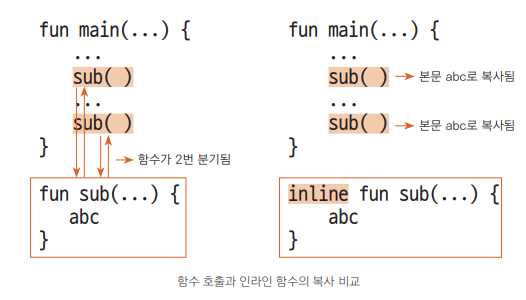 fun main(...) {
...
sub( )
...
sub( )
}
함수가 2번 분기됨
fun sub(...) {
abc
}
fun main(...) {
...
sub( )
본문 abc로 복사됨
...
sub( )
본문 abc로 복사됨
}
inline fun sub(...) {
abc
}
함수 호출과 인라인 함수의 복사 비교